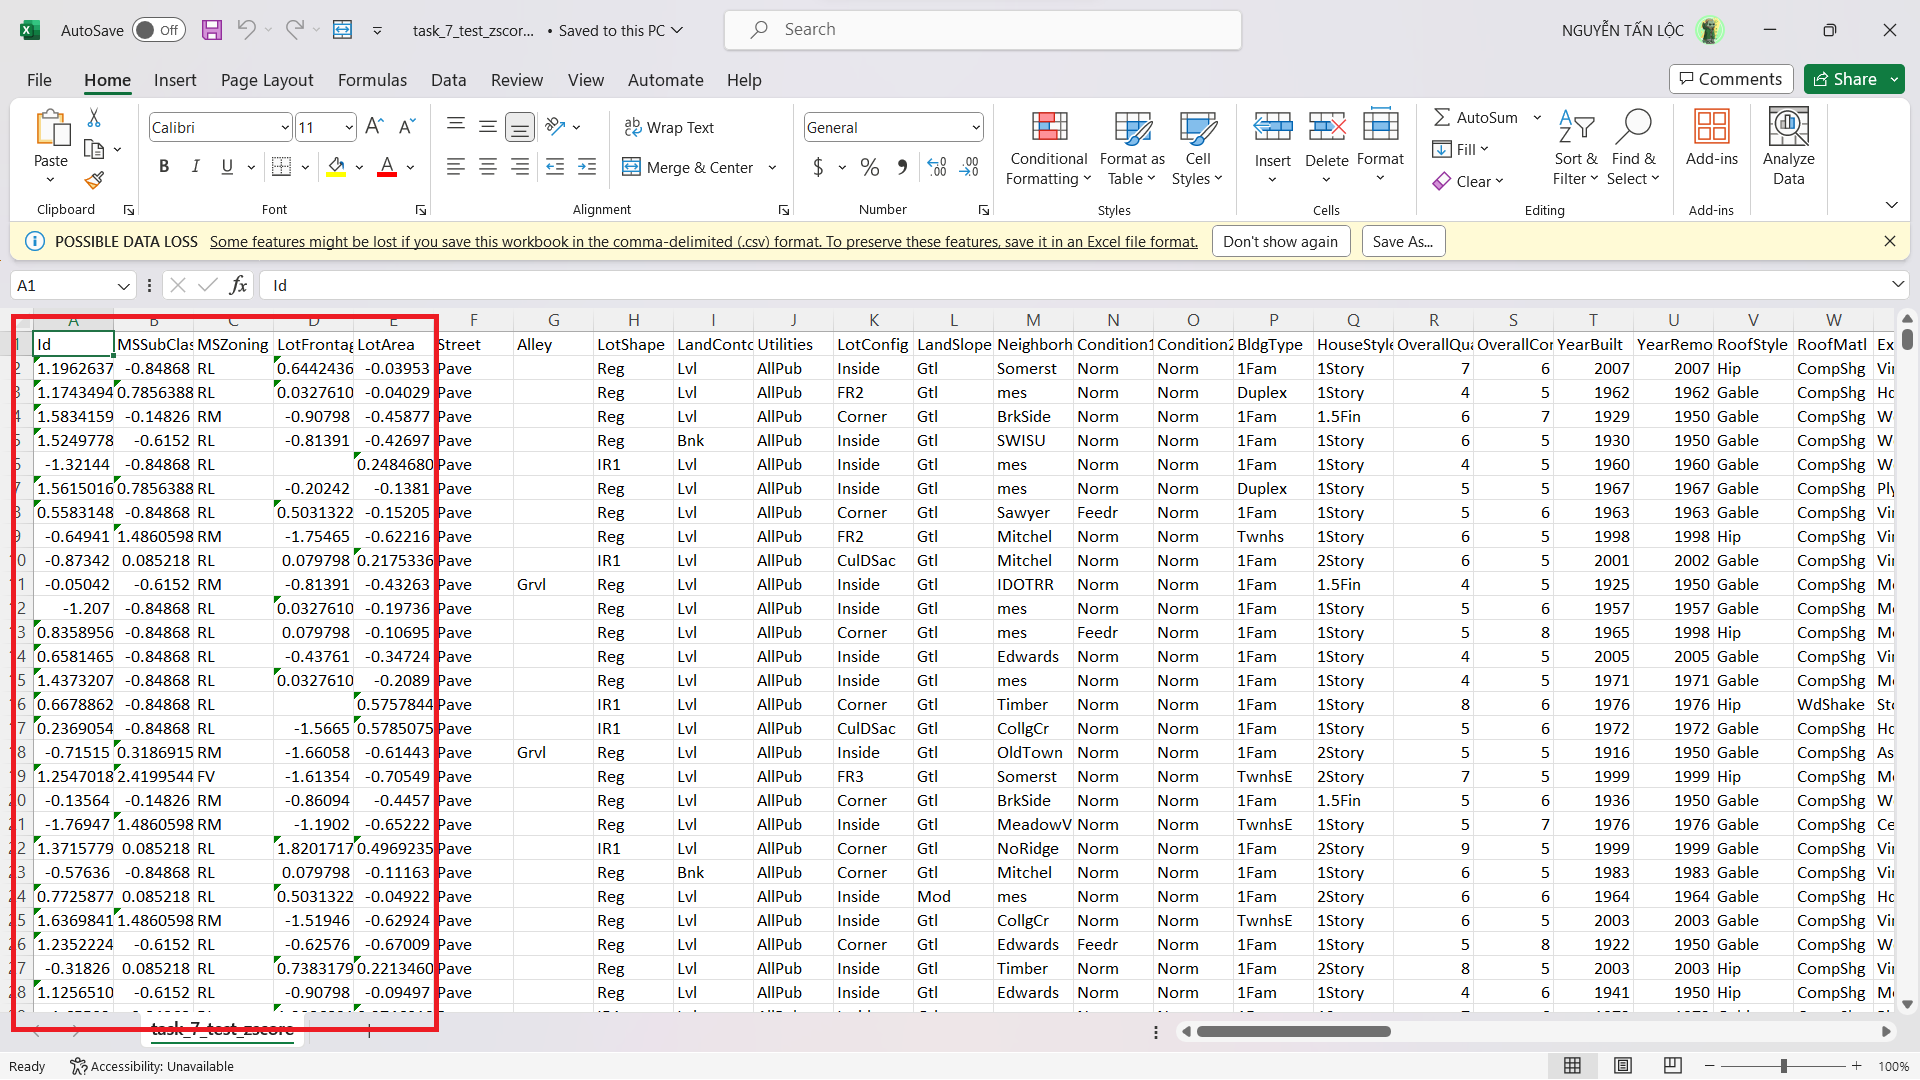 AutoSave Off task_7_test_zscor... • Saved to this PC Search NGUYỄN TẤN LỘC
File Home Insert Page Layout Formulas Data Review View Automate Help Comments Share
Paste Calibri 11 Wrap Text General Conditional Formatting Format as Table Cell Styles Insert Delete Format AutoSum Sort & Filter Find & Select Add-ins Analyze Data
B I U Merge & Center $ % Fill Clear
Clipboard Font Alignment Number Styles Cells Editing Add-ins
POSSIBLE DATA LOSS Some features might be lost if you save this workbook in the comma-delimited (.csv) format. To preserve these features, save it in an Excel file format. Don't show again Save As...
A1 fx Id
A B C D E F G H I J K L M N O P Q R S T U V W
1 Id MSSubClas MSZoning LotFrontag LotArea Street Alley LotShape LandConto Utilities LotConfig LandSlope Neighborh Condition1 Condition2 BldgType HouseStyle OverallQua OverallCon YearBuilt YearRemo RoofStyle RoofMatl Ex
2 1.1962637 -0.84868 RL 0.6442436 -0.03953 Pave Reg Lvl AllPub Inside Gtl Somerst Norm Norm 1Fam 1Story 7 6 2007 2007 Hip CompShg Vir
3 1.1743494 0.7856388 RL 0.0327610 -0.04029 Pave Reg Lvl AllPub FR2 Gtl mes Norm Norm Duplex 1Story 4 5 1962 1962 Gable CompShg Hd
4 1.5834159 -0.14826 RM -0.90798 -0.45877 Pave Reg Lvl AllPub Corner Gtl BrkSide Norm Norm 1Fam 1.5Fin 6 7 1929 1950 Gable CompShg W
5 1.5249778 -0.6152 RL -0.81391 -0.42697 Pave Reg Bnk AllPub Inside Gtl SWISU Norm Norm 1Fam 1Story 6 5 1930 1950 Gable CompShg W
6 -1.32144 -0.84868 RL 0.2484680 Pave IR1 Lvl AllPub Inside Gtl mes Norm Norm 1Fam 1Story 4 5 1960 1960 Gable CompShg W
7 1.5615016 0.7856388 RL -0.20242 -0.1381 Pave Reg Lvl AllPub Inside Gtl mes Norm Norm Duplex 1Story 5 5 1967 1967 Gable CompShg Ply
8 0.5583148 -0.84868 RL 0.5031322 -0.15205 Pave Reg Lvl AllPub Corner Gtl Sawyer Feedr Norm 1Fam 1Story 5 6 1963 1963 Gable CompShg Vir
9 -0.64941 1.4860598 RM -1.75465 -0.62216 Pave Reg Lvl AllPub FR2 Gtl Mitchel Norm Norm Twnhs 1Story 6 5 1998 1998 Hip CompShg Vir
10 -0.87342 0.085218 RL 0.079798 0.2175336 Pave IR1 Lvl AllPub CulDSac Gtl Mitchel Norm Norm 1Fam 2Story 6 5 2001 2002 Gable CompShg Vir
11 -0.05042 -0.6152 RM -0.81391 -0.43263 Pave Grvl Reg Lvl AllPub Inside Gtl IDOTRR Norm Norm 1Fam 1.5Fin 4 5 1925 1950 Gable CompShg Me
12 -1.207 -0.84868 RL 0.0327610 -0.19736 Pave Reg Lvl AllPub Inside Gtl mes Norm Norm 1Fam 1Story 5 6 1957 1957 Gable CompShg Me
13 0.8358956 -0.84868 RL 0.079798 -0.10695 Pave Reg Lvl AllPub Corner Gtl mes Feedr Norm 1Fam 1Story 5 8 1965 1998 Hip CompShg Me
14 0.6581465 -0.84868 RL -0.43761 -0.34724 Pave Reg Lvl AllPub Inside Gtl Edwards Norm Norm 1Fam 1Story 4 5 2005 2005 Gable CompShg Vir
15 1.4373207 -0.84868 RL 0.0327610 -0.2089 Pave Reg Lvl AllPub Inside Gtl mes Norm Norm 1Fam 1Story 4 5 1971 1971 Gable CompShg Me
16 0.6678862 -0.84868 RL 0.5757844 Pave IR1 Lvl AllPub Corner Gtl Timber Norm Norm 1Fam 1Story 8 6 1976 1976 Hip WdShake Sto
17 0.2369054 -0.84868 RL -1.5665 0.5785075 Pave IR1 Lvl AllPub CulDSac Gtl CollgCr Norm Norm 1Fam 1Story 5 6 1972 1972 Gable CompShg Hd
18 -0.71515 0.3186915 RM -1.66058 -0.61443 Pave Grvl Reg Lvl AllPub Inside Gtl OldTown Norm Norm 1Fam 2Story 5 5 1916 1950 Gable CompShg As
19 1.2547018 2.4199544 FV -1.61354 -0.70549 Pave Reg Lvl AllPub FR3 Gtl Somerst Norm Norm TwnhsE 2Story 7 5 1999 1999 Hip CompShg Me
20 -0.13564 -0.14826 RM -0.86094 -0.4457 Pave Reg Lvl AllPub Corner Gtl BrkSide Norm Norm 1Fam 1.5Fin 5 6 1936 1950 Gable CompShg W
21 -1.76947 1.4860598 RM -1.1902 -0.65222 Pave Reg Lvl AllPub Inside Gtl MeadowV Norm Norm TwnhsE 1Story 5 7 1976 1976 Gable CompShg Ce
22 1.3715779 0.085218 RL 1.8201717 0.4969235 Pave IR1 Lvl AllPub Corner Gtl NoRidge Norm Norm 1Fam 2Story 9 5 1999 1999 Gable CompShg Vir
23 -0.57636 -0.84868 RL 0.079798 -0.11163 Pave Reg Bnk AllPub Corner Gtl Mitchel Norm Norm 1Fam 1Story 6 5 1983 1983 Gable CompShg Vir
24 0.7725877 0.085218 RL 0.5031322 -0.04922 Pave Reg Lvl AllPub Inside Mod mes Norm Norm 1Fam 2Story 6 6 1964 1964 Gable CompShg Hd
25 1.6369841 1.4860598 RM -1.51946 -0.62924 Pave Reg Lvl AllPub Inside Gtl CollgCr Norm Norm TwnhsE 1Story 6 5 2003 2003 Gable CompShg Vir
26 1.2352224 -0.6152 RL -0.62576 -0.67009 Pave Reg Lvl AllPub Corner Gtl Edwards Feedr Norm 1Fam 1Story 5 8 1922 1950 Gable CompShg W
27 -0.31826 0.085218 RL 0.7383179 0.2213460 Pave Reg Lvl AllPub Inside Gtl Timber Norm Norm 1Fam 2Story 8 5 2003 2003 Hip CompShg Vir
28 1.1256510 -0.6152 RL -0.90798 -0.09497 Pave Reg Lvl AllPub Inside Gtl Edwards Norm Norm 1Fam 1Story 4 6 1941 1950 Hip CompShg Me
task_7_test_zscore
Ready Accessibility: Unavailable 100%